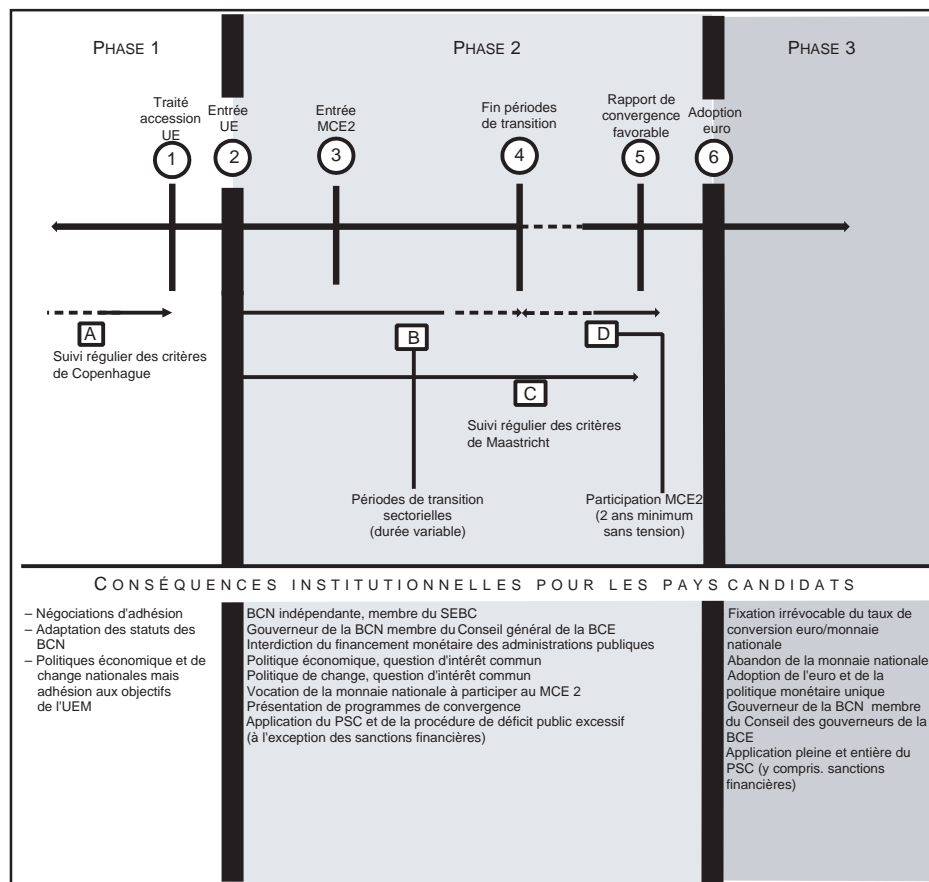 PHASE 1
PHASE 2
PHASE 3
Traité
accession
UE
1
Entrée
UE
2
Entrée
MCE2
3
Fin périodes
de transition
4
Rapport de
convergence
favorable
5
Adoption
euro
6
A
Suivi régulier des critères
de Copenhague
B
D
C
Suivi régulier des critères
de Maastricht
Périodes de transition
sectorielles
(durée variable)
Participation MCE2
(2 ans minimum
sans tension)
CONSÉQUENCES INSTITUTIONNELLES POUR LES PAYS CANDIDATS
– Négociations d'adhésion
– Adaptation des statuts des
BCN
– Politiques économique et de
change nationales mais
adhésion aux objectifs
de l'UEM
BCN indépendante, membre du SEBC
Gouverneur de la BCN membre du Conseil général de la BCE
Interdiction du financement monétaire des administrations publiques
Politique économique, question d'intérêt commun
Politique de change, question d'intérêt commun
Vocation de la monnaie nationale à participer au MCE 2
Présentation de programmes de convergence
Application du PSC et de la procédure de déficit public excessif
(à l'exception des sanctions financières)
Fixation irrévocable du taux de
conversion euro/monnaie
nationale
Abandon de la monnaie nationale
Adoption de l'euro et de la
politique monétaire unique
Gouverneur de la BCN membre
du Conseil des gouverneurs de la
BCE
Application pleine et entière du
PSC (y compris. sanctions
financières)